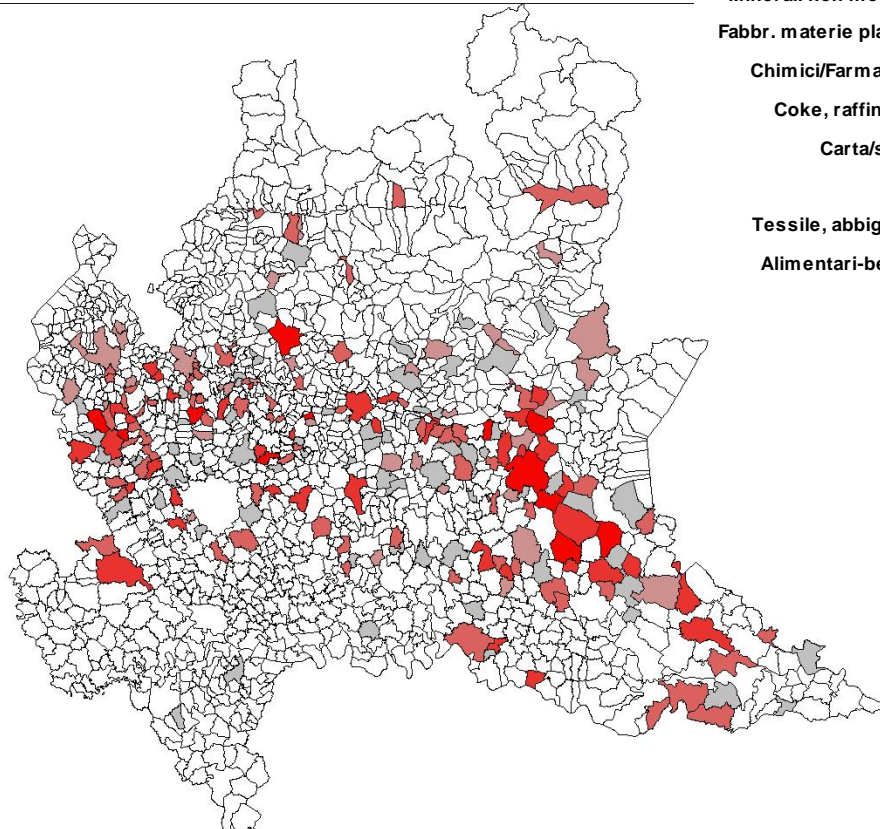 Fabbr. materie pla
Chimici/Farma
Coke, raffin
Carta/s
Tessile, abbig
Alimentari-be